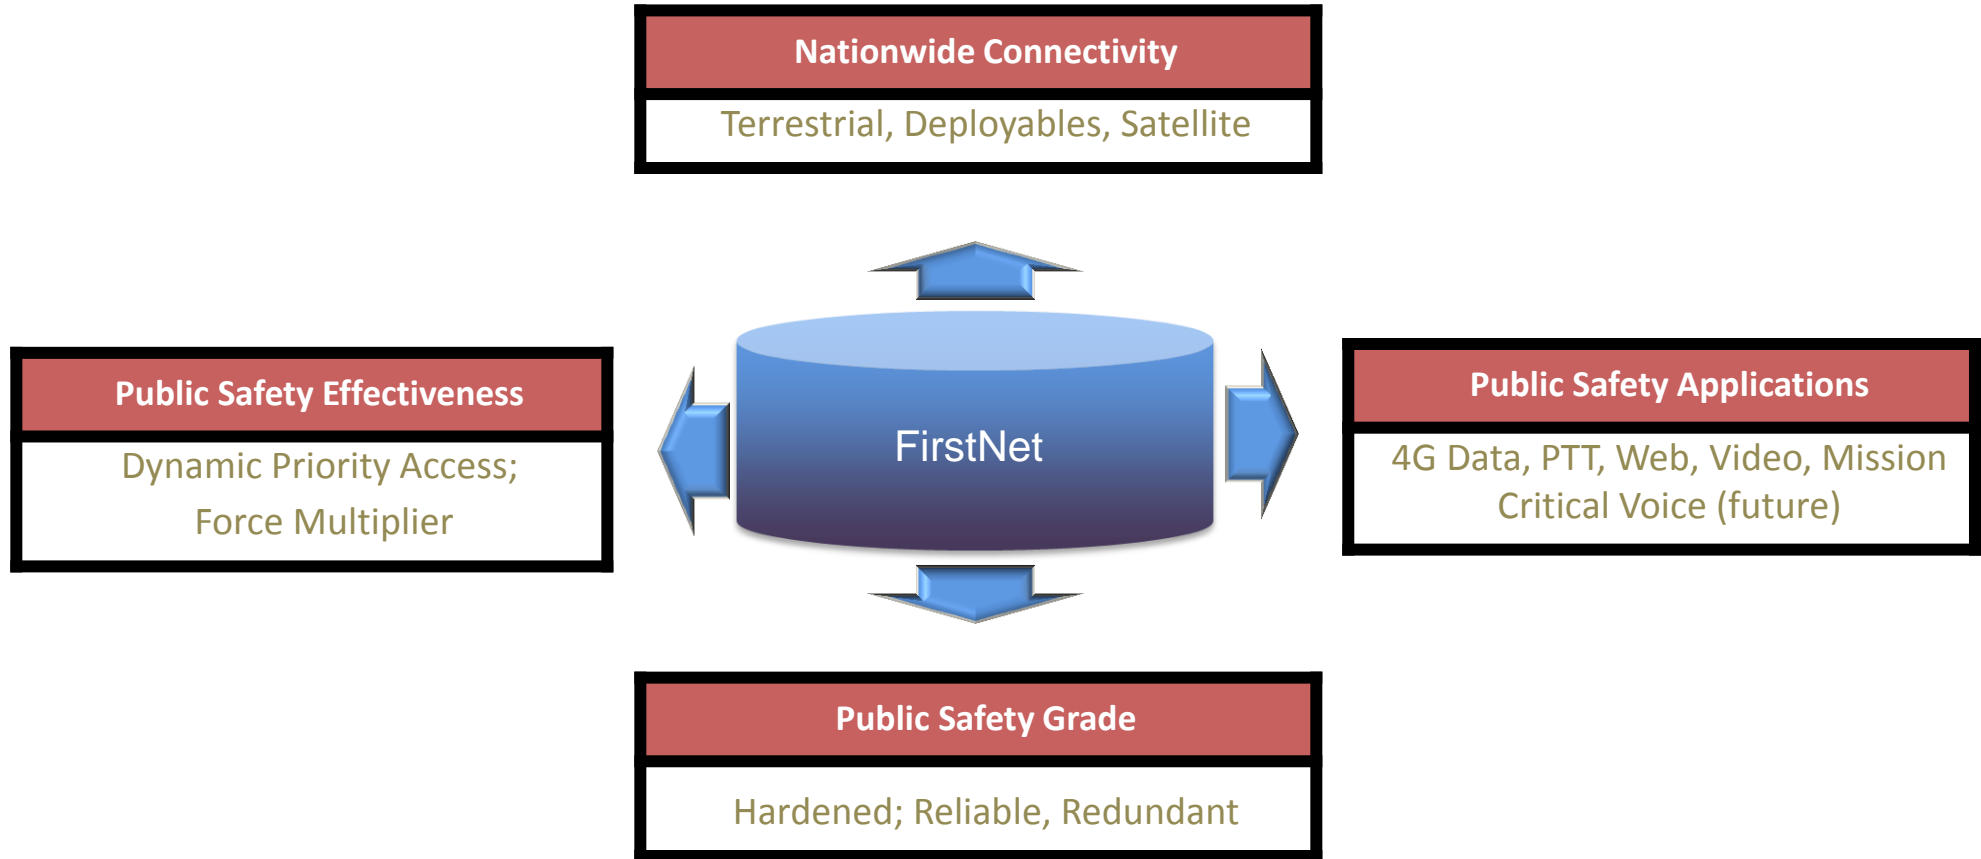 Nationwide Connectivity
Terrestrial, Deployables, Satellite
Public Safety Effectiveness
Dynamic Priority Access;
Force Multiplier
FirstNet
Public Safety Applications
4G Data, PTT, Web, Video, Mission
Critical Voice (future)
Public Safety Grade
Hardened; Reliable, Redundant